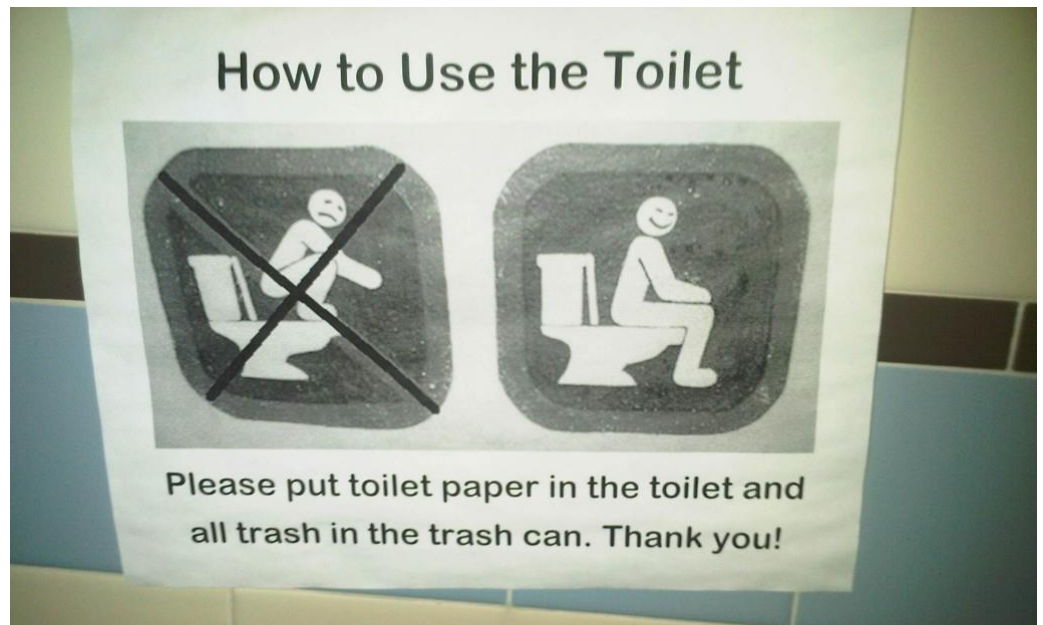 How to Use the Toilet
Please put toilet paper in the toilet and
all trash in the trash can. Thank you!